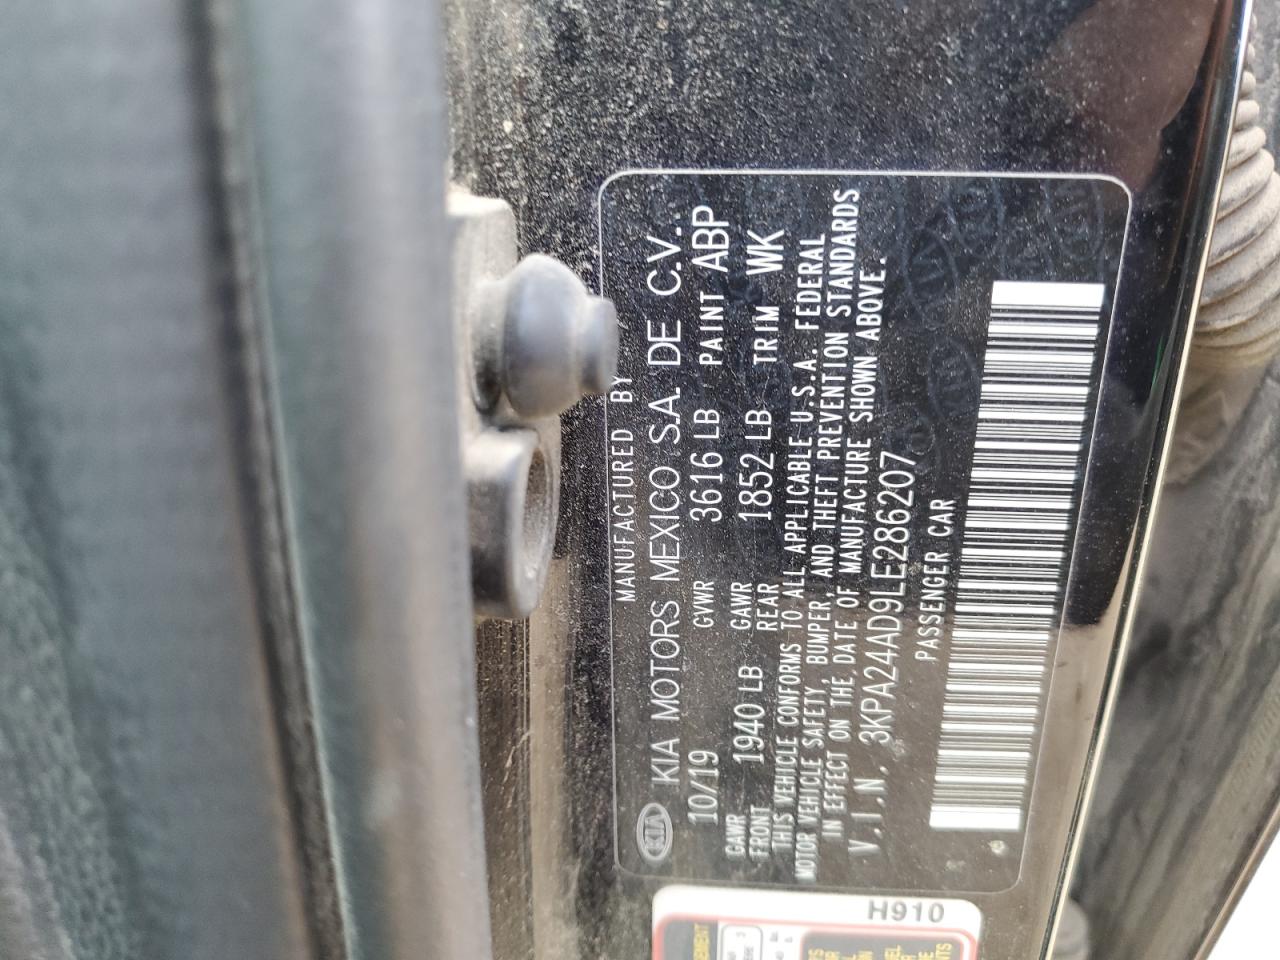 MANUFACTURED BY
KIA KIA MOTORS MEXICO S.A. DE C.V.
10/19 GVWR 3616 LB PAINT ABP
GAWR FRONT 1940 LB GAWR REAR 1852 LB TRIM WK
THIS VEHICLE CONFORMS TO ALL APPLICABLE U.S.A. FEDERAL
MOTOR VEHICLE SAFETY, BUMPER, AND THEFT PREVENTION STANDARDS
IN EFFECT ON THE DATE OF MANUFACTURE SHOWN ABOVE.
V.I.N. 3KPA24AD9LE286207
PASSENGER CAR
H910